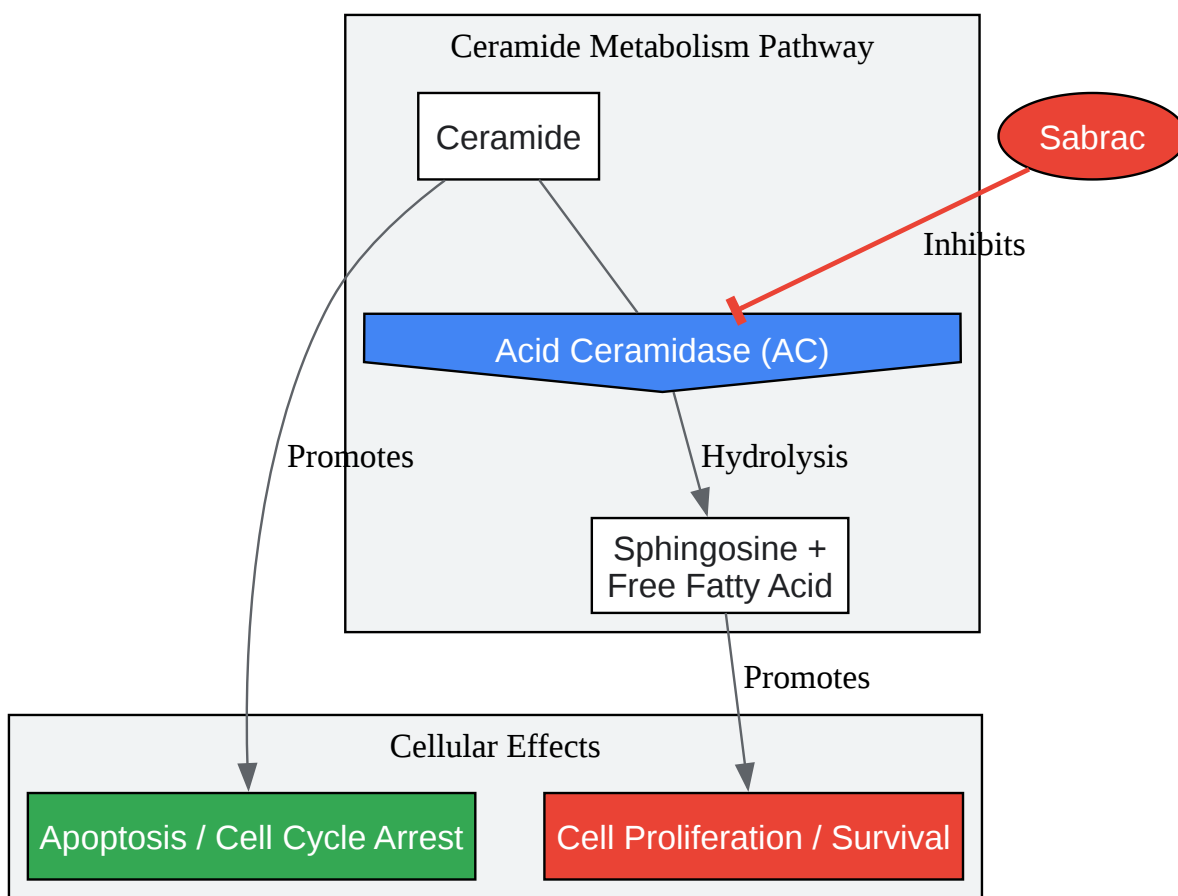 Ceramide Metabolism Pathway
Ceramide
Sabrac
Inhibits
Acid Ceramidase (AC)
Promotes
Hydrolysis
Sphingosine +
Free Fatty Acid
Promotes
Cellular Effects
Apoptosis / Cell Cycle Arrest
Cell Proliferation / Survival